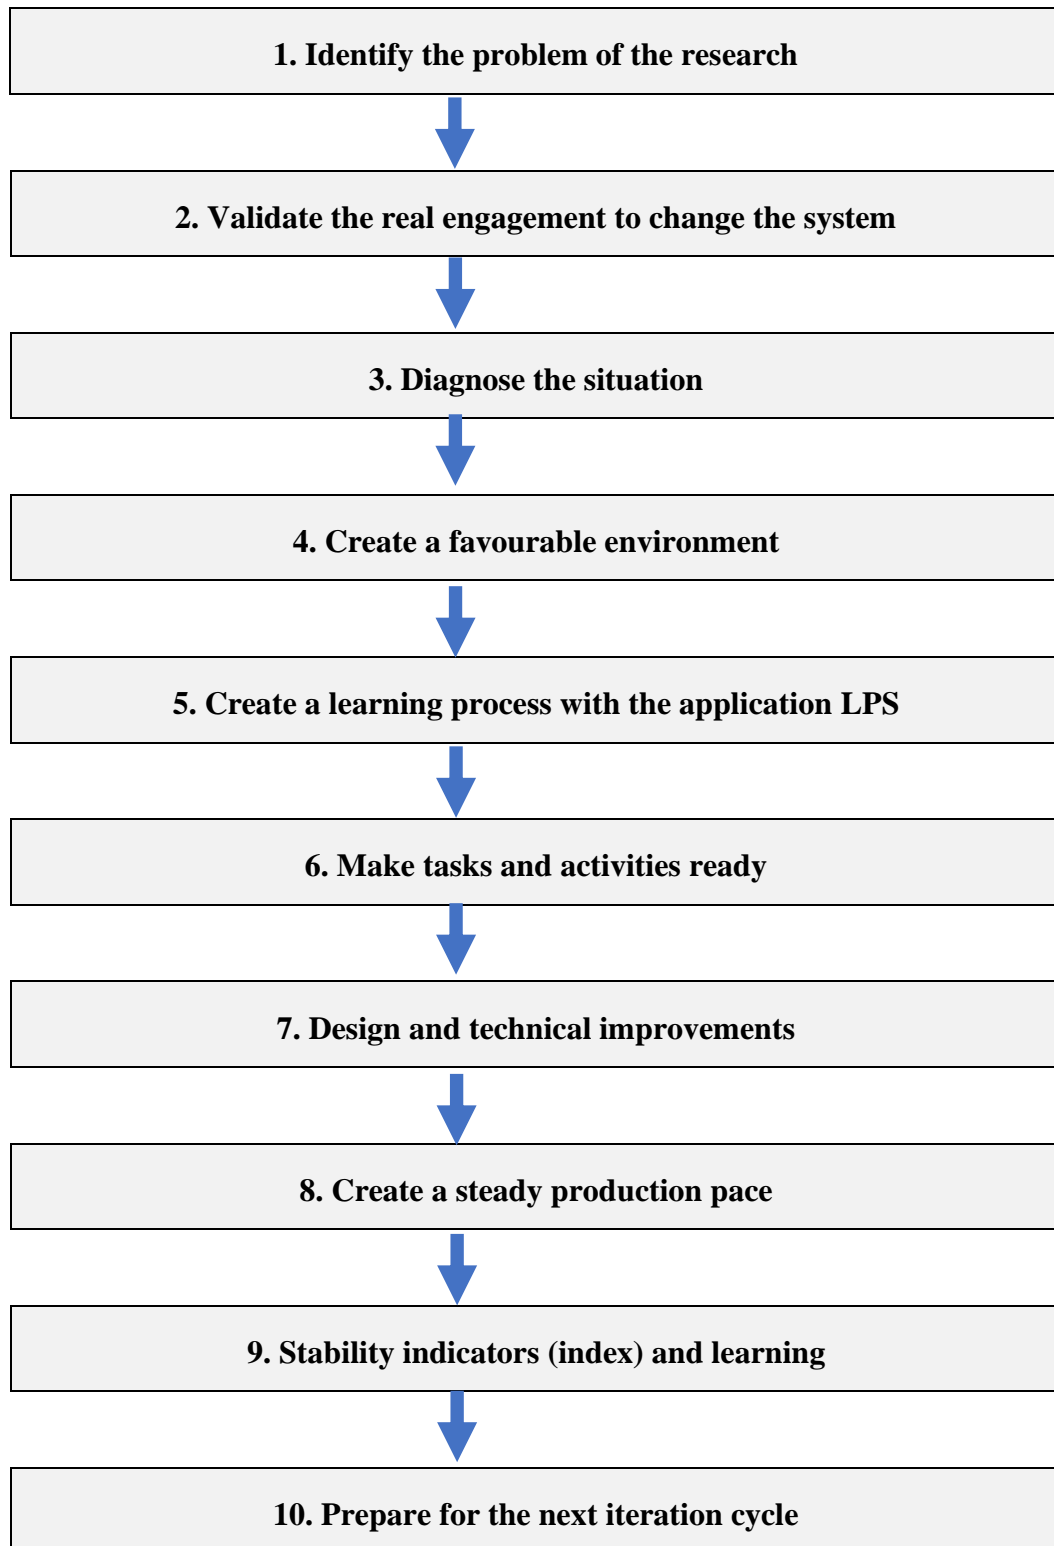 1. Identify the problem of the research
2. Validate the real engagement to change the system
3. Diagnose the situation
4. Create a favourable environment
5. Create a learning process with the application LPS
6. Make tasks and activities ready
7. Design and technical improvements
8. Create a steady production pace
9. Stability indicators (index) and learning
10. Prepare for the next iteration cycle